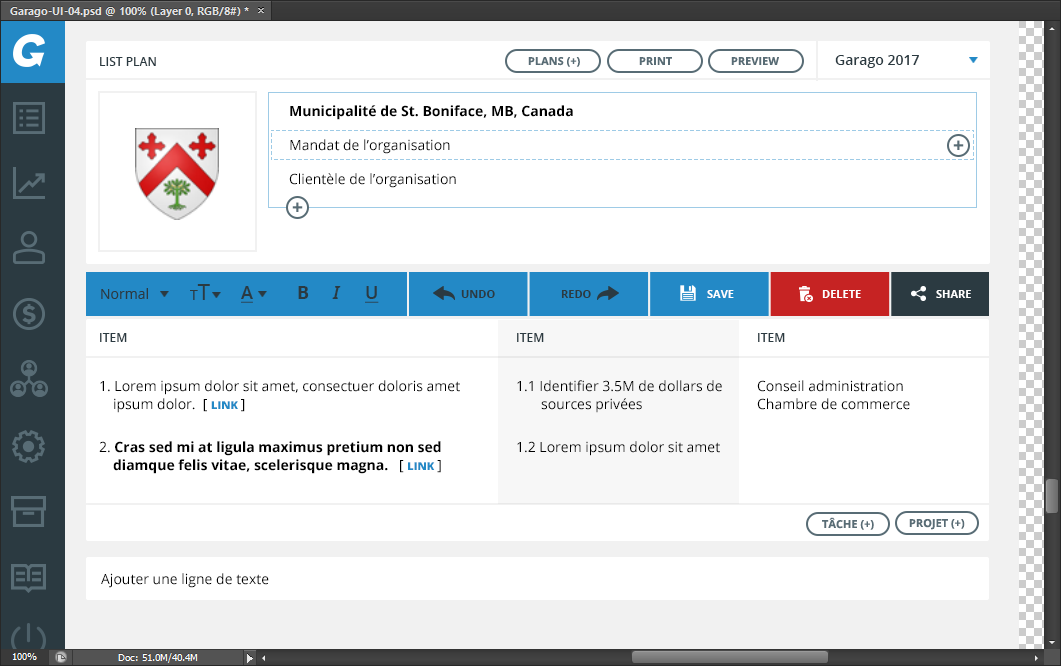 Garago-UI-04.psd @ 100% (Layer 0, RGB/8#) * ×
G
LIST PLAN
PLANS (+)
PRINT
PREVIEW
Garago 2017
Municipalité de St. Boniface, MB, Canada
Mandat de l'organisation
Clientèle de l'organisation
Normal
TT
A
B
I
U
UNDO
REDO
SAVE
DELETE
SHARE
ITEM
ITEM
ITEM
1. Lorem ipsum dolor sit amet, consectuer doloris amet
ipsum dolor. [ LINK ]
2. Cras sed mi at ligula maximus pretium non sed
diamque felis vitae, scelerisque magna. [ LINK ]
1.1 Identifier 3.5M de dollars de
sources privées
1.2 Lorem ipsum dolor sit amet
Conseil administration
Chambre de commerce
TÂCHE (+)
PROJET (+)
Ajouter une ligne de texte
100%
Doc: 51.0M/40.4M